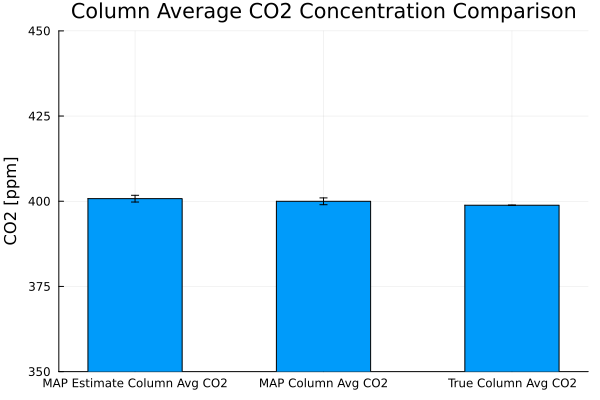 Column Average CO2 Concentration Comparison
CO2 [ppm]
450
425
400
375
350
MAP Estimate Column Avg CO2
MAP Column Avg CO2
True Column Avg CO2